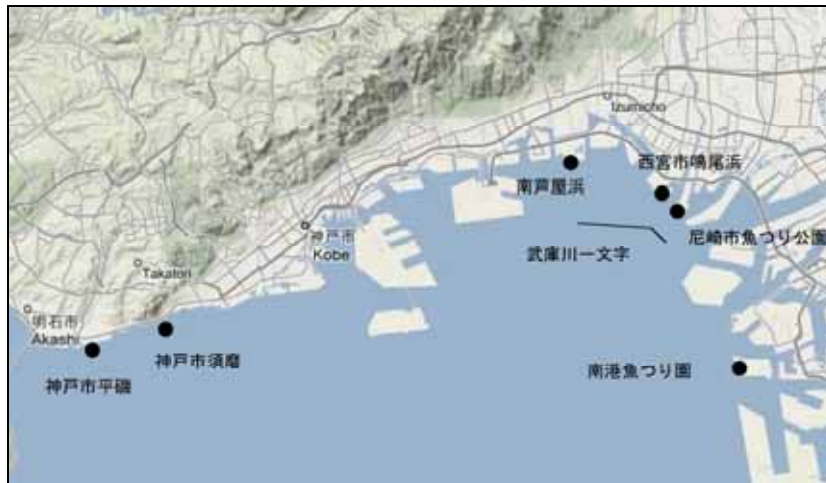 Izumicho
西宮市鳴尾浜
南芦屋浜
尼崎市魚つり公園
神戸市
Kobe
武庫川一文字
Takatori
明石市
Akashi
神戸市須磨
南港魚つり園
神戸市平磯